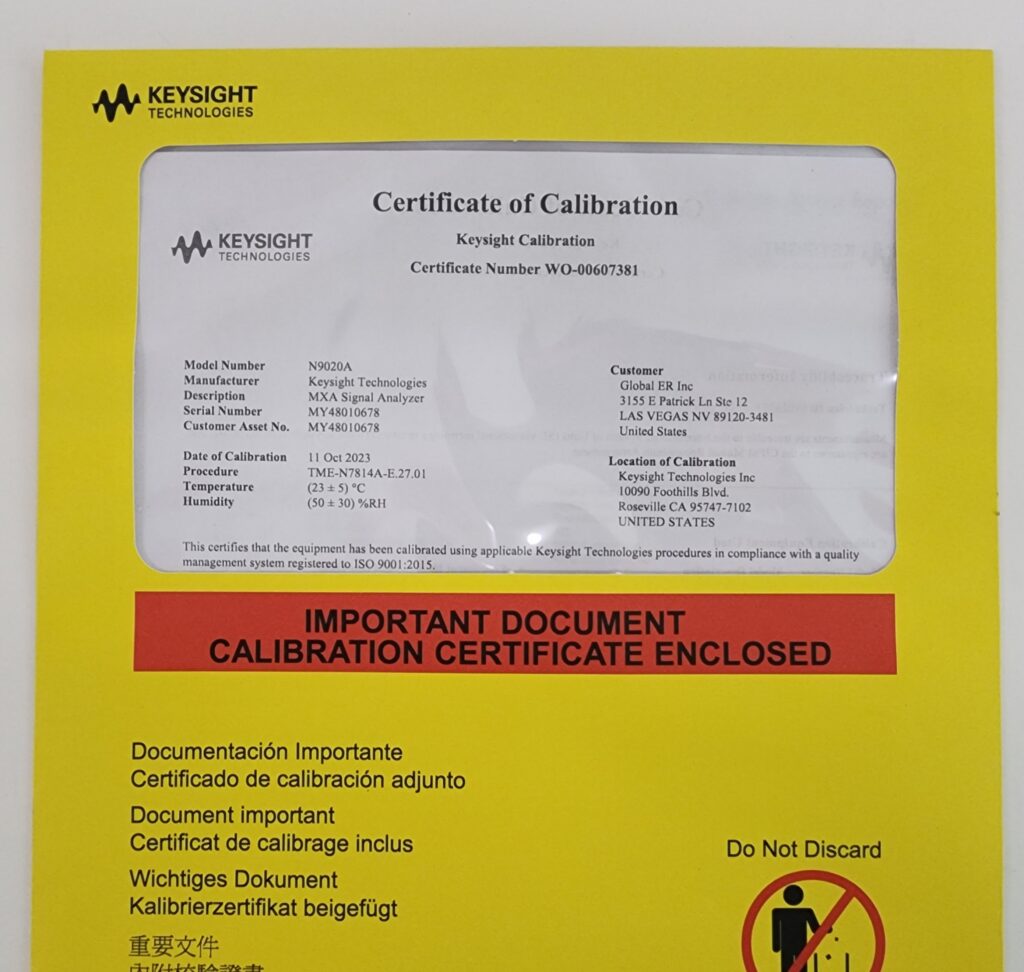 KEYSIGHT
TECHNOLOGIES
Certificate of Calibration
KEYSIGHT
TECHNOLOGIES
Keysight Calibration
Certificate Number WO-00607381
Model Number N9020A
Manufacturer Keysight Technologies
Description MXA Signal Analyzer
Serial Number MY48010678
Customer Asset No. MY48010678
Date of Calibration 11 Oct 2023
Procedure TME-N7814A-E.27.01
Temperature (23 ± 5) °C
Humidity (50 ± 30) %RH
Customer
Global ER Inc
3155 E Patrick Ln Ste 12
LAS VEGAS NV 89120-3481
United States
Location of Calibration
Keysight Technologies Inc
10090 Foothills Blvd.
Roseville CA 95747-7102
UNITED STATES
This certifies that the equipment has been calibrated using applicable Keysight Technologies procedures in compliance with a quality
management system registered to ISO 9001:2015.
IMPORTANT DOCUMENT
CALIBRATION CERTIFICATE ENCLOSED
Documentación Importante
Certificado de calibración adjunto
Document important
Certificat de calibrage inclus
Wichtiges Dokument
Kalibrierzertifikat beigefügt
重要文件
內附校驗證書
Do Not Discard